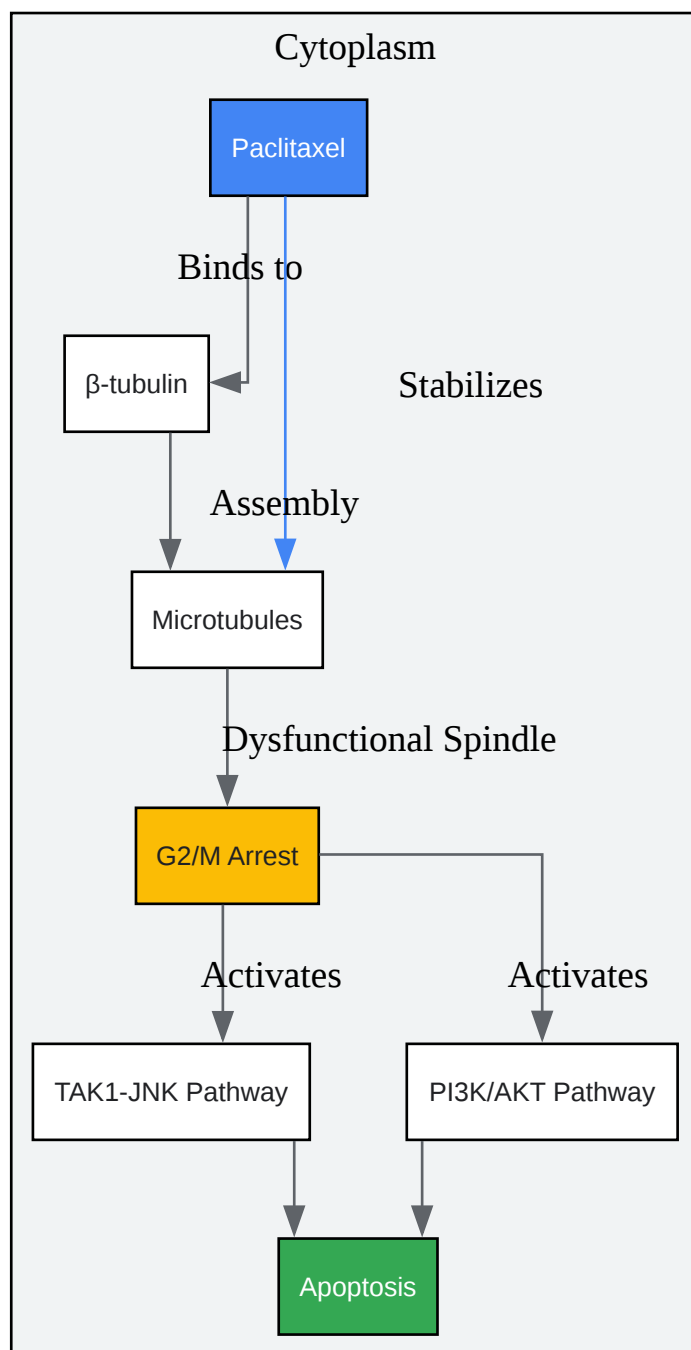 Cytoplasm
Paclitaxel
Binds to
β-tubulin
Stabilizes
Assembly
Microtubules
Dysfunctional Spindle
G2/M Arrest
Activates
Activates
TAK1-JNK Pathway
PI3K/AKT Pathway
Apoptosis